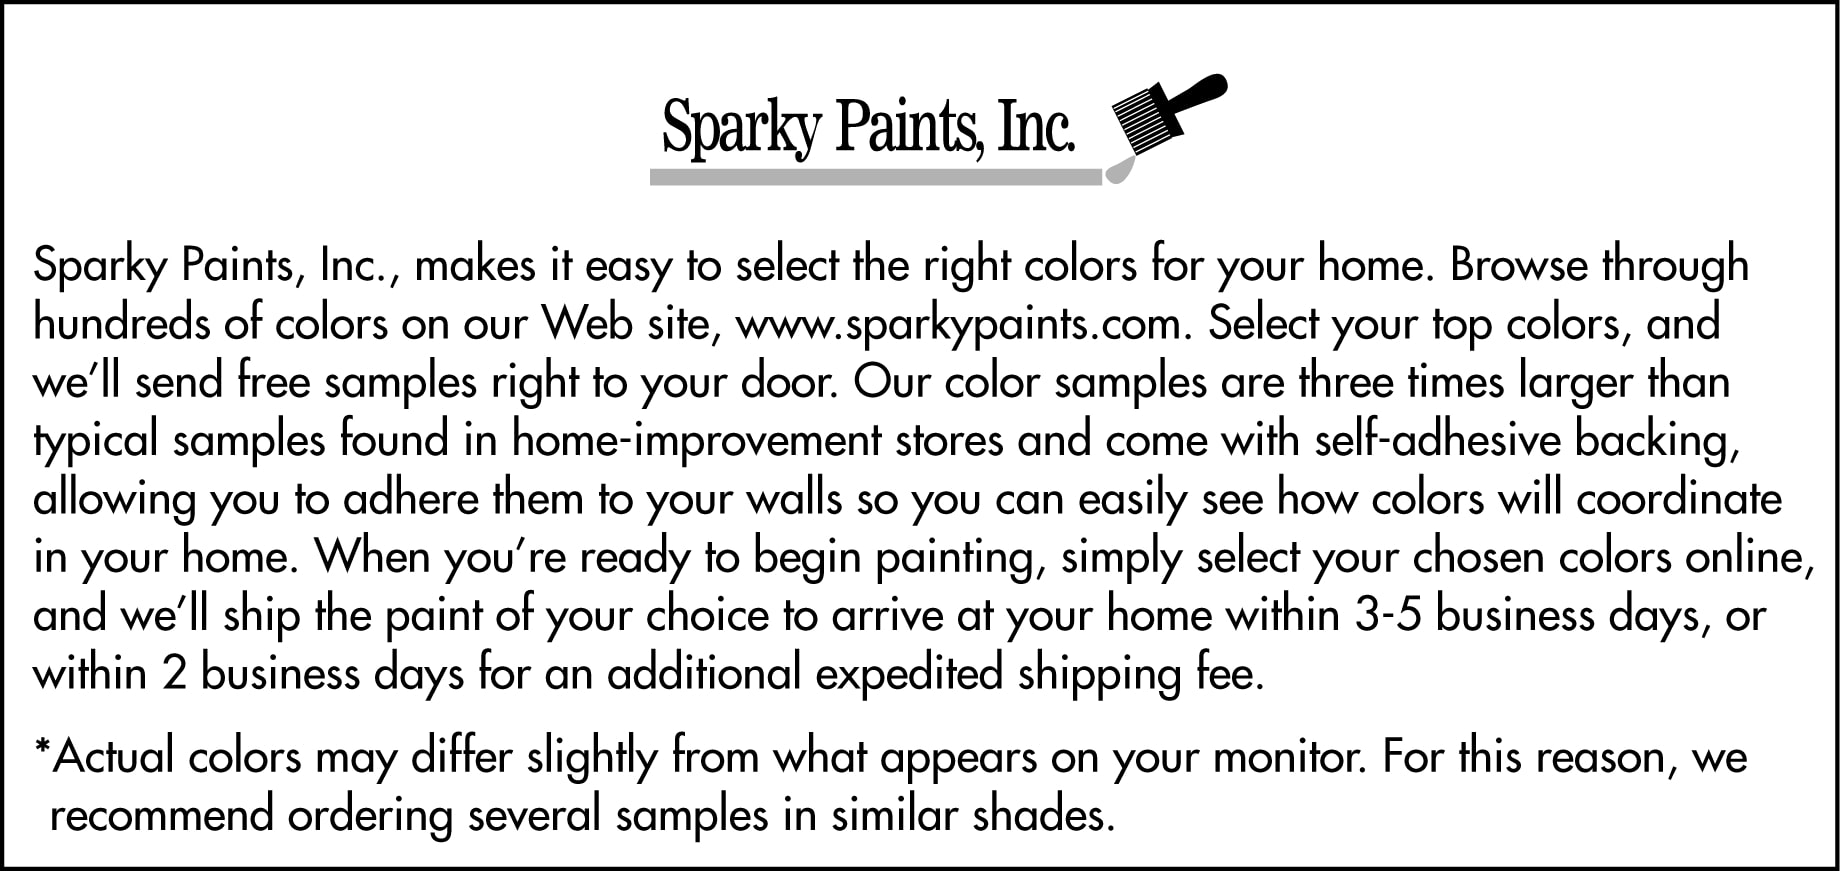 Sparky Paints, Inc.
Sparky Paints, Inc., makes it easy to select the right colors for your home. Browse through
hundreds of colors on our Web site, www.sparkypaints.com. Select your top colors, and
we’ll send free samples right to your door. Our color samples are three times larger than
typical samples found in home-improvement stores and come with self-adhesive backing,
allowing you to adhere them to your walls so you can easily see how colors will coordinate
in your home. When you’re ready to begin painting, simply select your chosen colors online,
and we’ll ship the paint of your choice to arrive at your home within 3-5 business days, or
within 2 business days for an additional expedited shipping fee.
*Actual colors may differ slightly from what appears on your monitor. For this reason, we
recommend ordering several samples in similar shades.